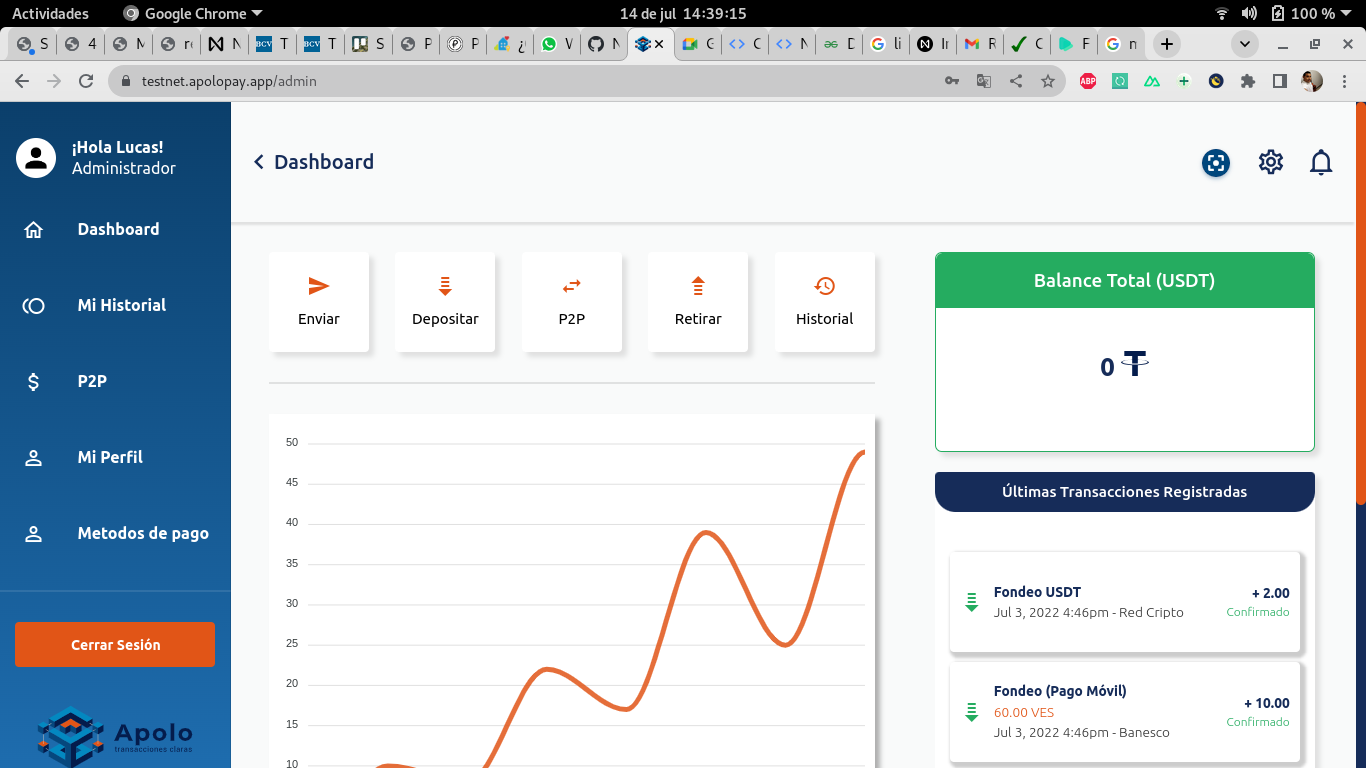 Actividades
Google Chrome
14 de jul 14:39:15
100 %
testnet.apolopay.app/admin
¡Hola Lucas!
Administrador
Dashboard
Mi Historial
P2P
Mi Perfil
Metodos de pago
Cerrar Sesión
Apolo
transacciones claras
Dashboard
Enviar
Depositar
P2P
Retirar
Historial
50
45
40
35
30
25
20
15
10
Balance Total (USDT)
0
Últimas Transacciones Registradas
Fondeo USDT
+ 2.00
Jul 3, 2022 4:46pm - Red Cripto
Confirmado
Fondeo (Pago Móvil)
+ 10.00
60.00 VES
Confirmado
Jul 3, 2022 4:46pm - Banesco